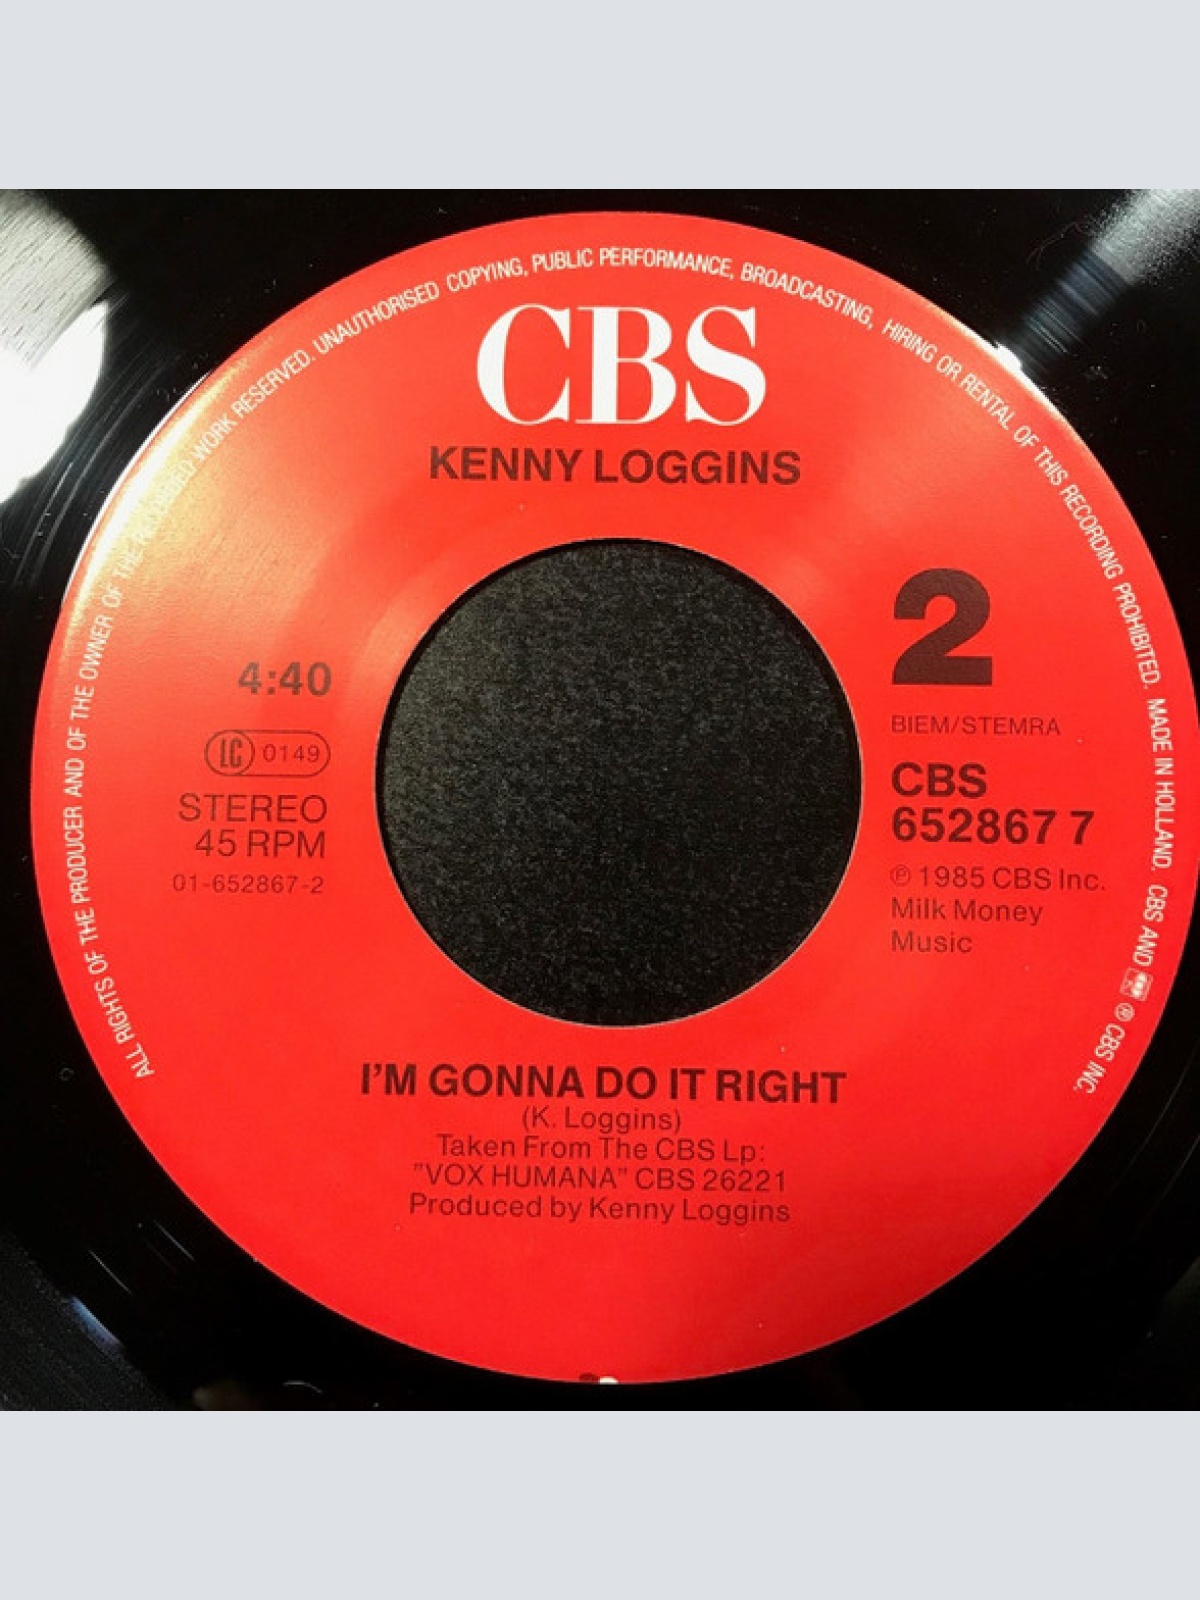 ALL RIGHTS OF THE PRODUCER AND OF THE OWNER OF THE RECORDED WORK RESERVED. UNAUTHORISED COPYING, PUBLIC PERFORMANCE, BROADCASTING, HIRING OR RENTAL OF THIS RECORDING PROHIBITED. MADE IN HOLLAND. CBS AND ℗ CBS INC.
CBS
KENNY LOGGINS
2
4:40
LC 0149
STEREO
45 RPM
01-652867-2
BIEM/STEMRA
CBS
652867 7
℗ 1985 CBS Inc.
Milk Money
Music
I'M GONNA DO IT RIGHT
(K. Loggins)
Taken From The CBS Lp:
"VOX HUMANA" CBS 26221
Produced by Kenny Loggins